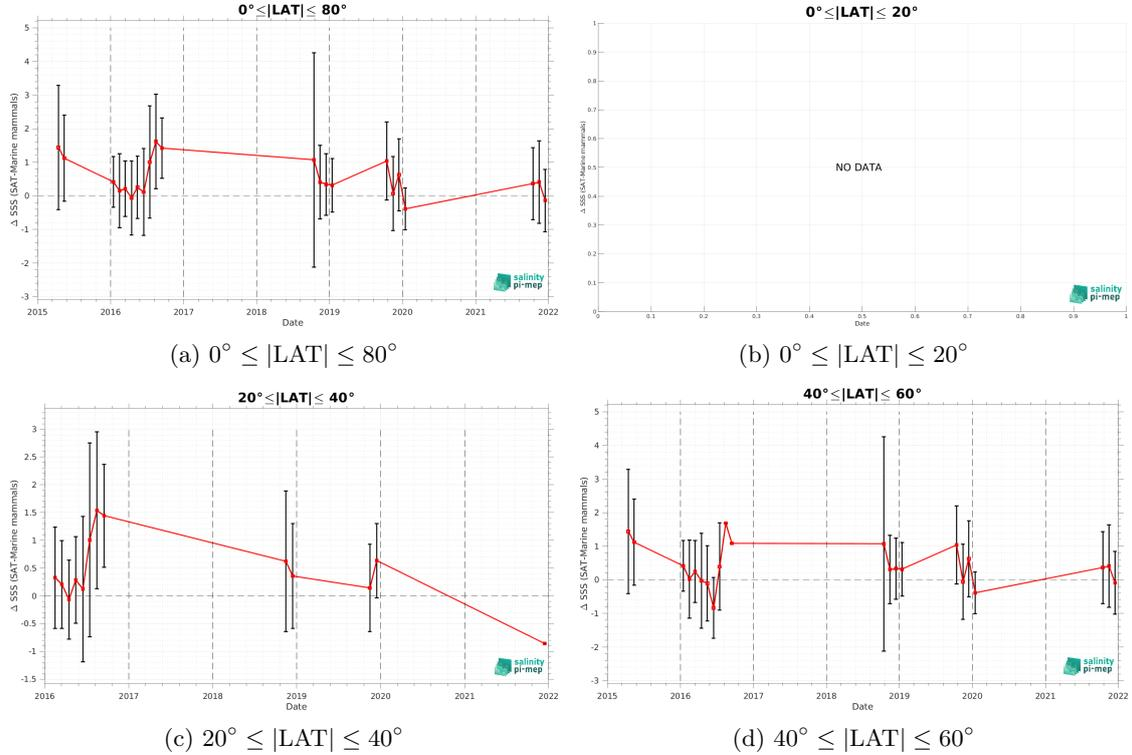 0°≤|LAT|≤ 80°
5
4
3
2
1
0
-1
-2
-3
Δ SSS (SAT-Marine mammals)
2015 2016 2017 2018 2019 2020 2021 2022
Date
salinity
pi-mep
(a) 0° ≤ |LAT| ≤ 80°
0°≤|LAT|≤ 20°
1
0.9
0.8
0.7
0.6
0.5
0.4
0.3
0.2
0.1
0
Δ SSS (SAT-Marine mammals)
NO DATA
0 0.1 0.2 0.3 0.4 0.5 0.6 0.7 0.8 0.9 1
Date
salinity
pi-mep
(b) 0° ≤ |LAT| ≤ 20°
20°≤|LAT|≤ 40°
3
2.5
2
1.5
1
0.5
0
-0.5
-1
-1.5
Δ SSS (SAT-Marine mammals)
2016 2017 2018 2019 2020 2021 2022
Date
salinity
pi-mep
(c) 20° ≤ |LAT| ≤ 40°
40°≤|LAT|≤ 60°
5
4
3
2
1
0
-1
-2
-3
Δ SSS (SAT-Marine mammals)
2015 2016 2017 2018 2019 2020 2021 2022
Date
salinity
pi-mep
(d) 40° ≤ |LAT| ≤ 60°